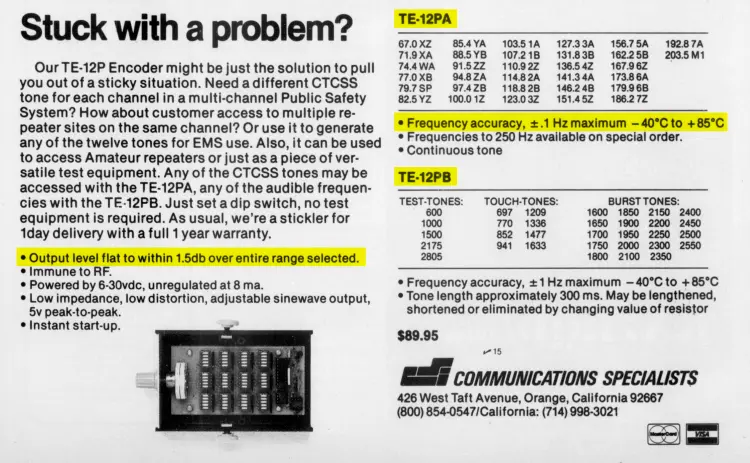 Stuck with a problem?
Our TE-12P Encoder might be just the solution to pull
you out of a sticky situation. Need a different CTCSS
tone for each channel in a multi-channel Public Safety
System? How about customer access to multiple re-
peater sites on the same channel? Or use it to generate
any of the twelve tones for EMS use. Also, it can be used
to access Amateur repeaters or just as a piece of ver-
satile test equipment. Any of the CTCSS tones may be
accessed with the TE-12PA, any of the audible frequen-
cies with the TE-12PB. Just set a dip switch, no test
equipment is required. As usual, we're a stickler for
1day delivery with a full 1 year warranty.
• Output level flat to within 1.5db over entire range selected.
• Immune to RF.
• Powered by 6-30vdc, unregulated at 8 ma.
• Low impedance, low distortion, adjustable sinewave output,
5v peak-to-peak.
• Instant start-up.
TE-12PA
67.0 XZ 85.4 YA 103.5 1A 127.3 3A 156.7 5A 192.8 7A
71.9 XA 88.5 YB 107.2 1B 131.8 3B 162.2 5B 203.5 M1
74.4 WA 91.5 ZZ 110.9 2Z 136.5 4Z 167.9 6Z
77.0 XB 94.8 ZA 114.8 2A 141.3 4A 173.8 6A
79.7 SP 97.4 ZB 118.8 2B 146.2 4B 179.9 6B
82.5 YZ 100.0 1Z 123.0 3Z 151.4 5Z 186.2 7Z
• Frequency accuracy, ±.1 Hz maximum −40°C to +85°C
• Frequencies to 250 Hz available on special order.
• Continuous tone
TE-12PB
TEST-TONES: TOUCH-TONES: BURST TONES:
600 697 1209 1600 1850 2150 2400
1000 770 1336 1650 1900 2200 2450
1500 852 1477 1700 1950 2250 2500
2175 941 1633 1750 2000 2300 2550
2805 1800 2100 2350
• Frequency accuracy, ±1 Hz maximum −40°C to +85°C
• Tone length approximately 300 ms. May be lengthened,
shortened or eliminated by changing value of resistor
$89.95
15
COMMUNICATIONS SPECIALISTS
426 West Taft Avenue, Orange, California 92667
(800) 854-0547/California: (714) 998-3021
MasterCard VISA